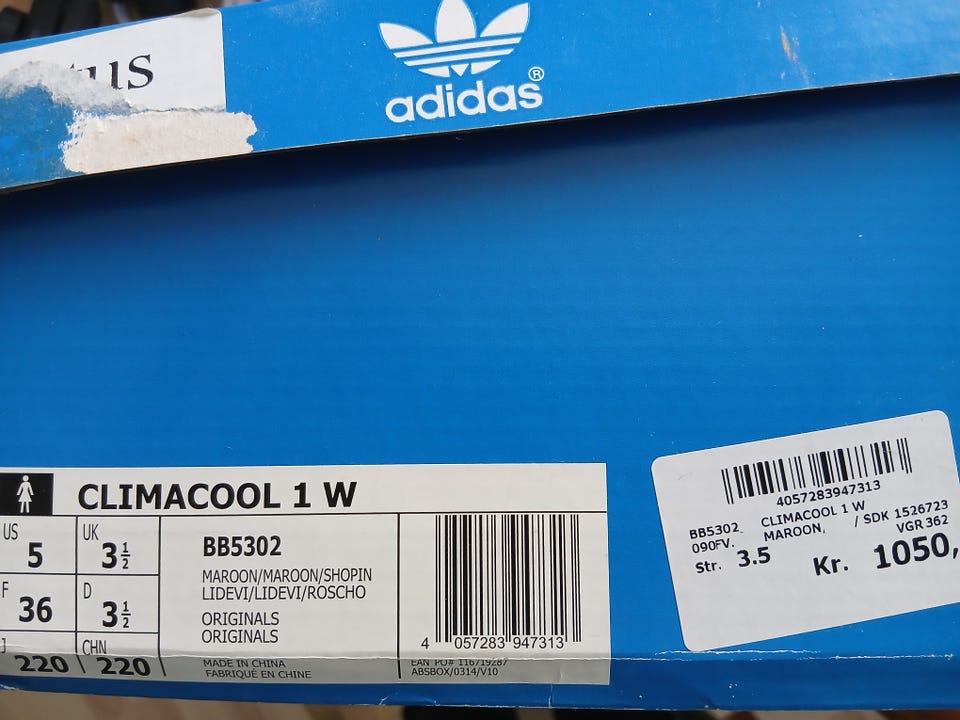 us
adidas®
CLIMACOOL 1 W
US 5 UK 3½
F 36 D 3½
J 220 CHN 220
BB5302
MAROON/MAROON/SHOPIN
LIDEVI/LIDEVI/ROSCHO
ORIGINALS
ORIGINALS
MADE IN CHINA
FABRIQUÉ EN CHINE
4 057283 947313
EAN PO# 116719287
ABSBOX/0314/V10
4057283947313
BB5302 CLIMACOOL 1 W
090FV. MAROON, / SDK 1526723
VGR 362
Str. 3.5 Kr. 1050,